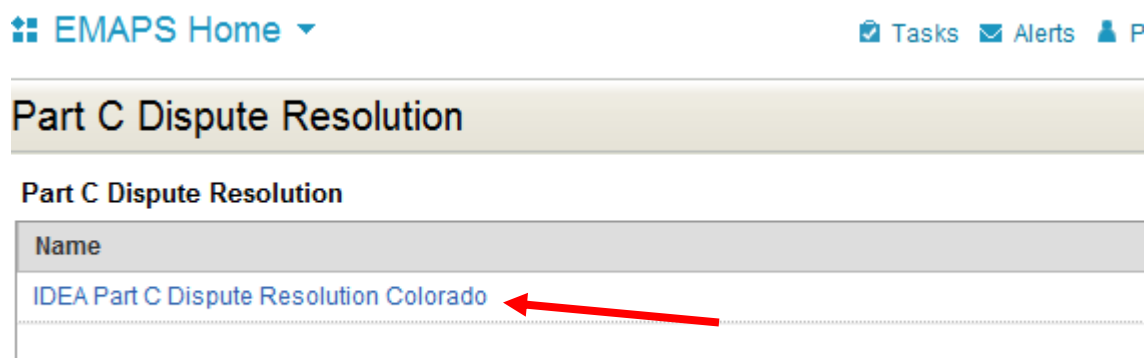 EMAPS Home Tasks Alerts P
Part C Dispute Resolution
Part C Dispute Resolution
Name
IDEA Part C Dispute Resolution Colorado